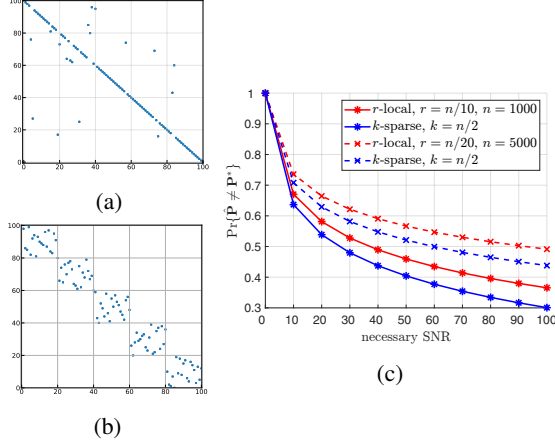 100
80
60
40
20
0
0 20 40 60 80 100
(a)
100
80
60
40
20
0
0 20 40 60 80 100
(b)
1
0.9
0.8
0.7
0.6
0.5
0.4
0.3
Pr{P̂ ≠ P*}
r-local, r = n/10, n = 1000
k-sparse, k = n/2
r-local, r = n/20, n = 5000
k-sparse, k = n/2
0 10 20 30 40 50 60 70 80 90 100
necessary SNR
(c)